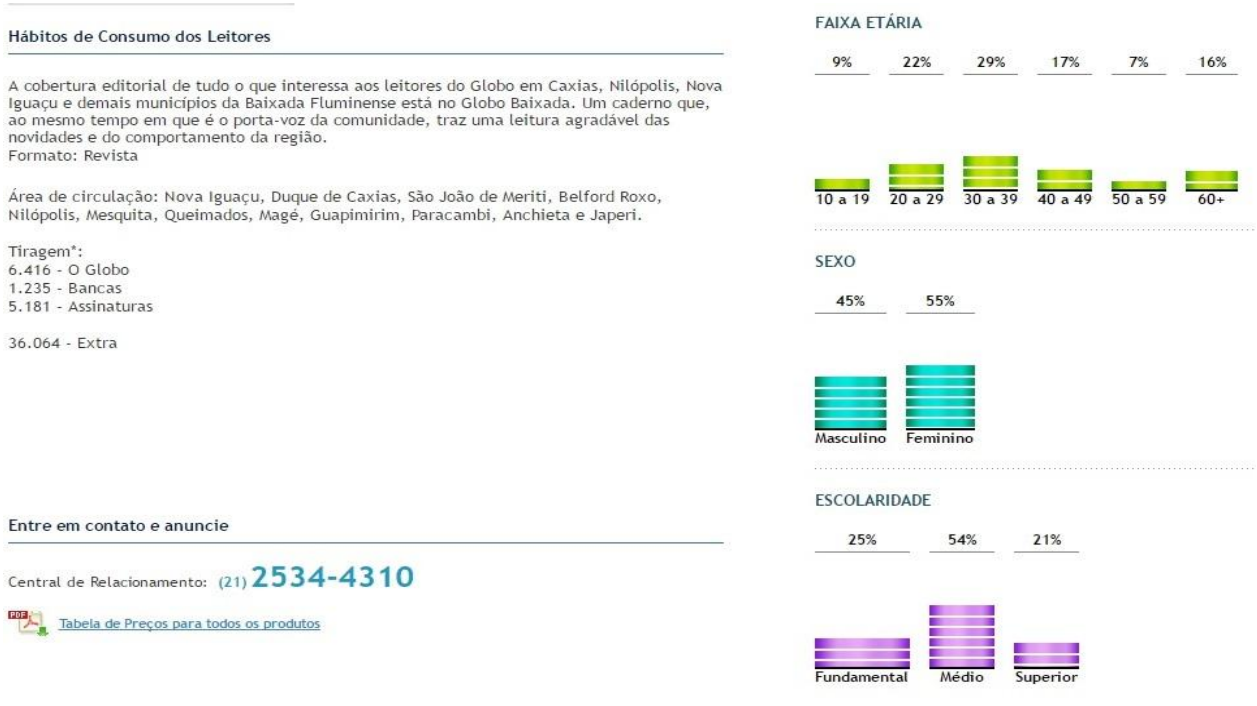 Hábitos de Consumo dos Leitores
A cobertura editorial de tudo o que interessa aos leitores do Globo em Caxias, Nilópolis, Nova
Iguaçu e demais municípios da Baixada Fluminense está no Globo Baixada. Um caderno que,
ao mesmo tempo em que é o porta-voz da comunidade, traz uma leitura agradável das
novidades e do comportamento da região.
Formato: Revista
Área de circulação: Nova Iguaçu, Duque de Caxias, São João de Meriti, Belford Roxo,
Nilópolis, Mesquita, Queimados, Magé, Guapimirim, Paracambi, Anchieta e Japeri.
Tiragem*:
6.416 - O Globo
1.235 - Bancas
5.181 - Assinaturas
36.064 - Extra
Entre em contato e anuncie
Central de Relacionamento: (21) 2534-4310
PDF
Tabela de Preços para todos os produtos
FAIXA ETÁRIA
9% 22% 29% 17% 7% 16%
10 a 19 20 a 29 30 a 39 40 a 49 50 a 59 60+
SEXO
45% 55%
Masculino Feminino
ESCOLARIDADE
25% 54% 21%
Fundamental Médio Superior